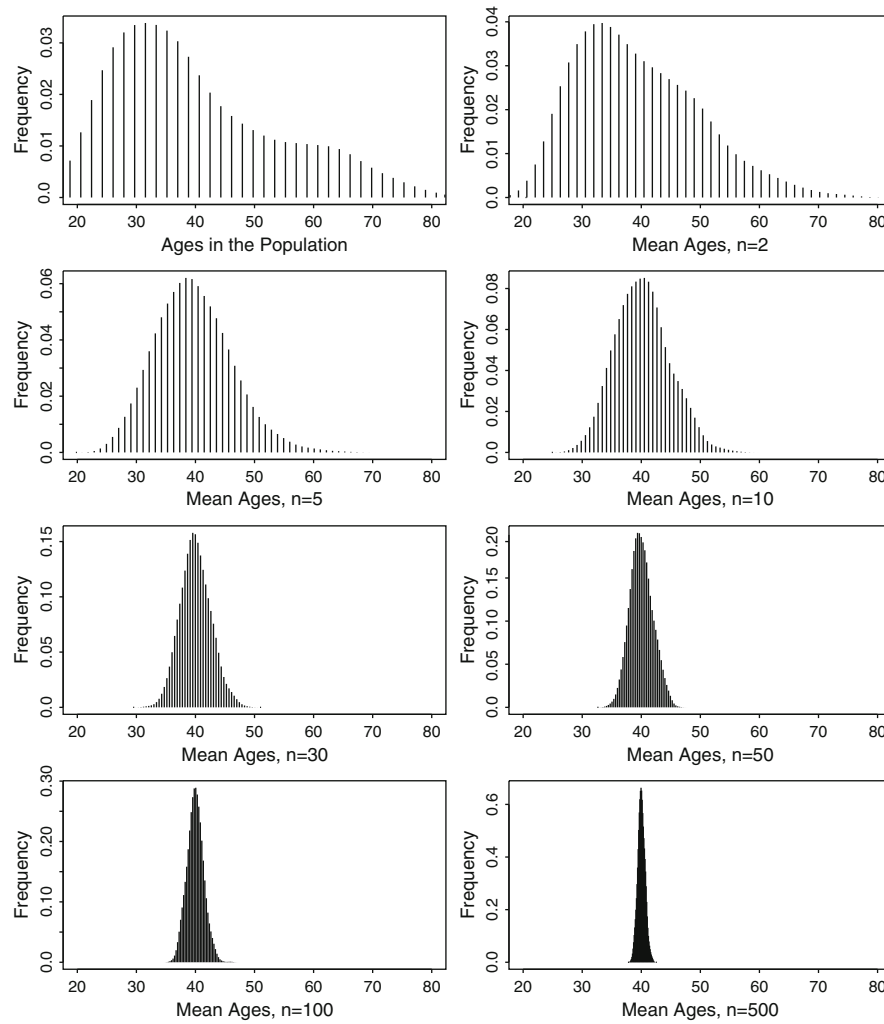 Frequency
0.0 0.01 0.02 0.03
20 30 40 50 60 70 80
Ages in the Population
Frequency
0.0 0.01 0.02 0.03 0.04
20 30 40 50 60 70 80
Mean Ages, n=2
Frequency
0.0 0.02 0.04 0.06
20 30 40 50 60 70 80
Mean Ages, n=5
Frequency
0.0 0.02 0.04 0.06 0.08
20 30 40 50 60 70 80
Mean Ages, n=10
Frequency
0.0 0.05 0.10 0.15
20 30 40 50 60 70 80
Mean Ages, n=30
Frequency
0.0 0.05 0.10 0.15 0.20
20 30 40 50 60 70 80
Mean Ages, n=50
Frequency
0.0 0.10 0.20 0.30
20 30 40 50 60 70 80
Mean Ages, n=100
Frequency
0.0 0.2 0.4 0.6
20 30 40 50 60 70 80
Mean Ages, n=500